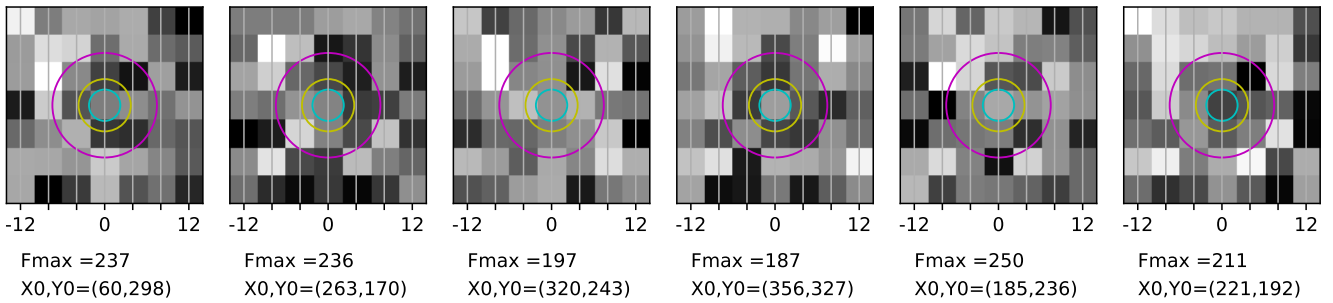 -12 0 12 -12 0 12 -12 0 12 -12 0 12 -12 0 12 -12 0 12
Fmax =237 Fmax =236 Fmax =197 Fmax =187 Fmax =250 Fmax =211
X0,Y0=(60,298) X0,Y0=(263,170) X0,Y0=(320,243) X0,Y0=(356,327) X0,Y0=(185,236) X0,Y0=(221,192)